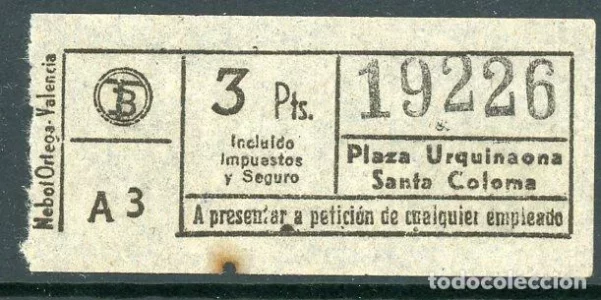 Nebot Ortega-Valencia
TB
A 3
3 Pts.
Incluido
Impuestos
y Seguro
19226
s.
Plaza Urquinaona
Santa Coloma
A presentar a petición de cualquier empleado
todocoleccion